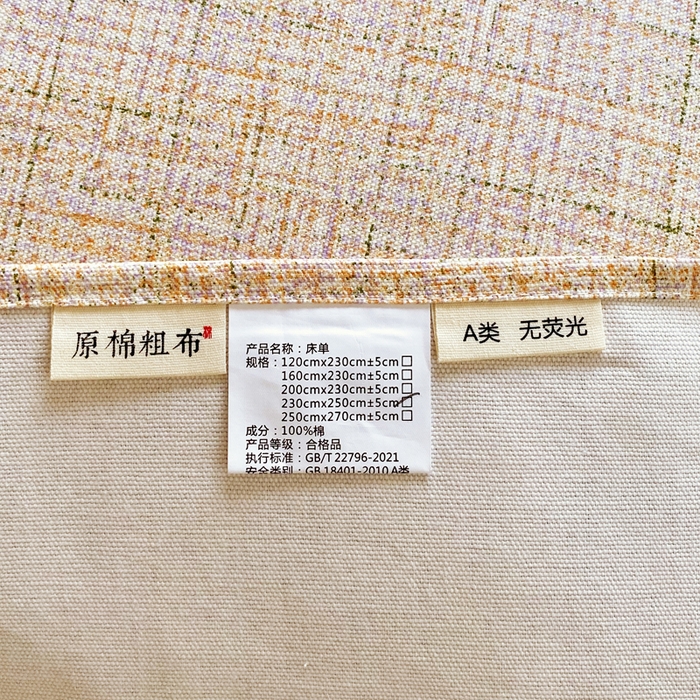 原棉粗布
产品名称：床单
规格：120cmx230cm±5cm□
160cmx230cm±5cm□
200cmx230cm±5cm□
230cmx250cm±5cm☑
250cmx270cm±5cm□
成分：100%棉
产品等级：合格品
执行标准：GB/T 22796-2021
安全类别：GB 18401-2010 A类
A类 无荧光